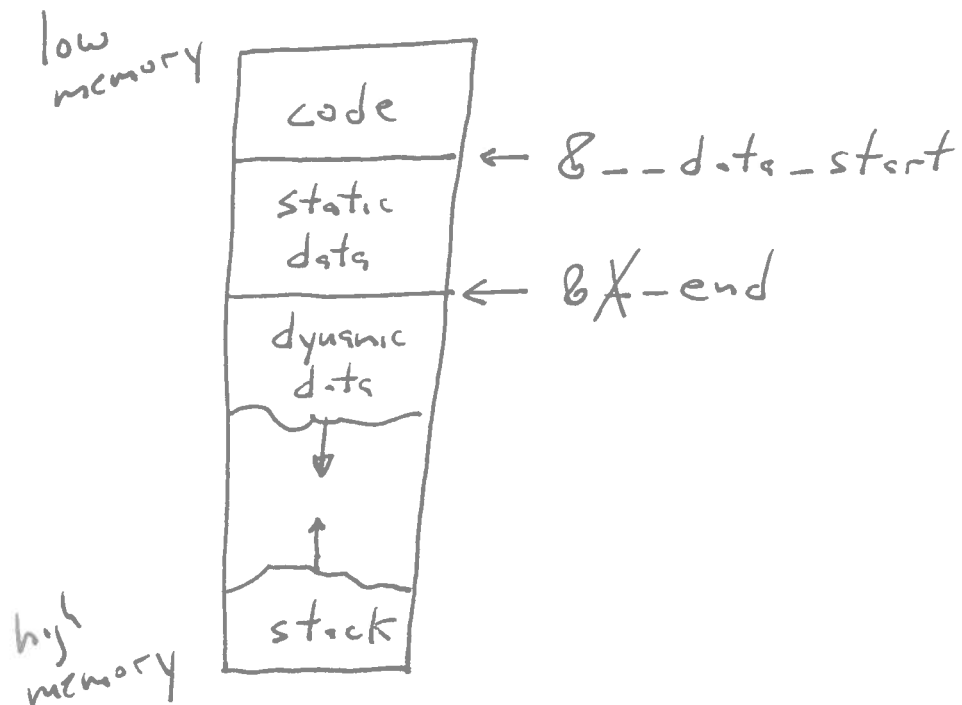 low
memory
code
&__data_start
static
data
&_end
dynamic
data
stack
high
memory